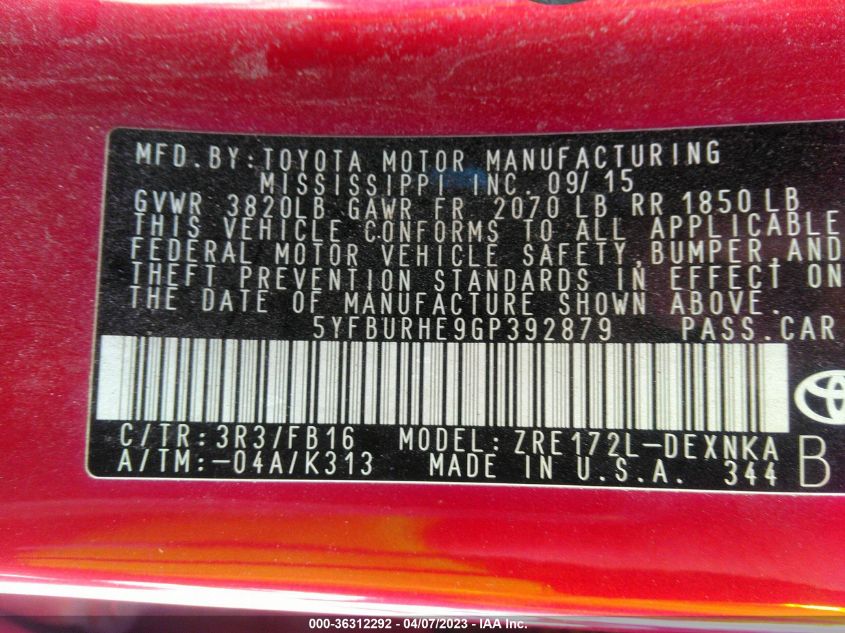 MFD.BY:TOYOTA MOTOR MANUFACTURING
MISSISSIPPI INC. 09/15
GVWR 3820LB GAWR FR 2070 LB RR 1850 LB
THIS VEHICLE CONFORMS TO ALL APPLICABLE
FEDERAL MOTOR VEHICLE SAFETY,BUMPER,AND
THEFT PREVENTION STANDARDS IN EFFECT ON
THE DATE OF MANUFACTURE SHOWN ABOVE.
5YFBURHE9GP392879 PASS.CAR
C/TR:3R3/FB16 MODEL:ZRE172L-DEXNKA
A/TM:-04A/K313 MADE IN U.S.A. 344 B
000-36312292 - 04/07/2023 - IAA Inc.